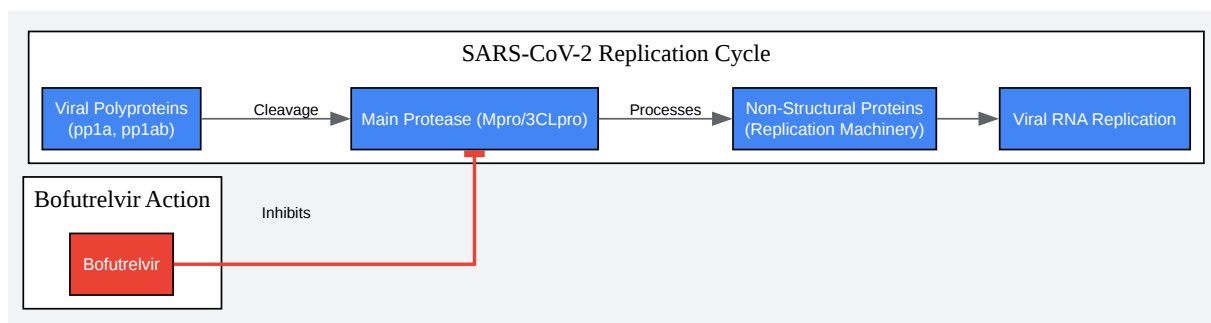 SARS-CoV-2 Replication Cycle
Viral Polyproteins
(pp1a, pp1ab)
Cleavage
Main Protease (Mpro/3CLpro)
Processes
Non-Structural Proteins
(Replication Machinery)
Viral RNA Replication
Bofutrelvir Action
Inhibits
Bofutrelvir